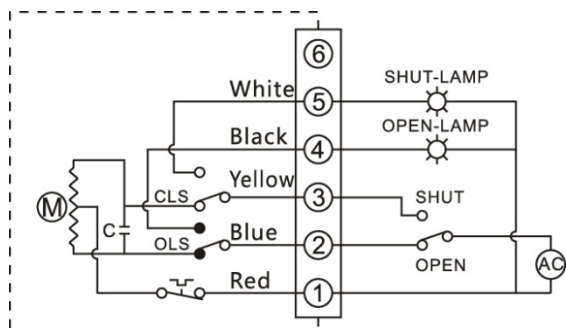 ⑥
White ⑤ SHUT-LAMP
Black ④ OPEN-LAMP
CLS Yellow ③ SHUT
M C
OLS Blue ② OPEN
AC
Red ①